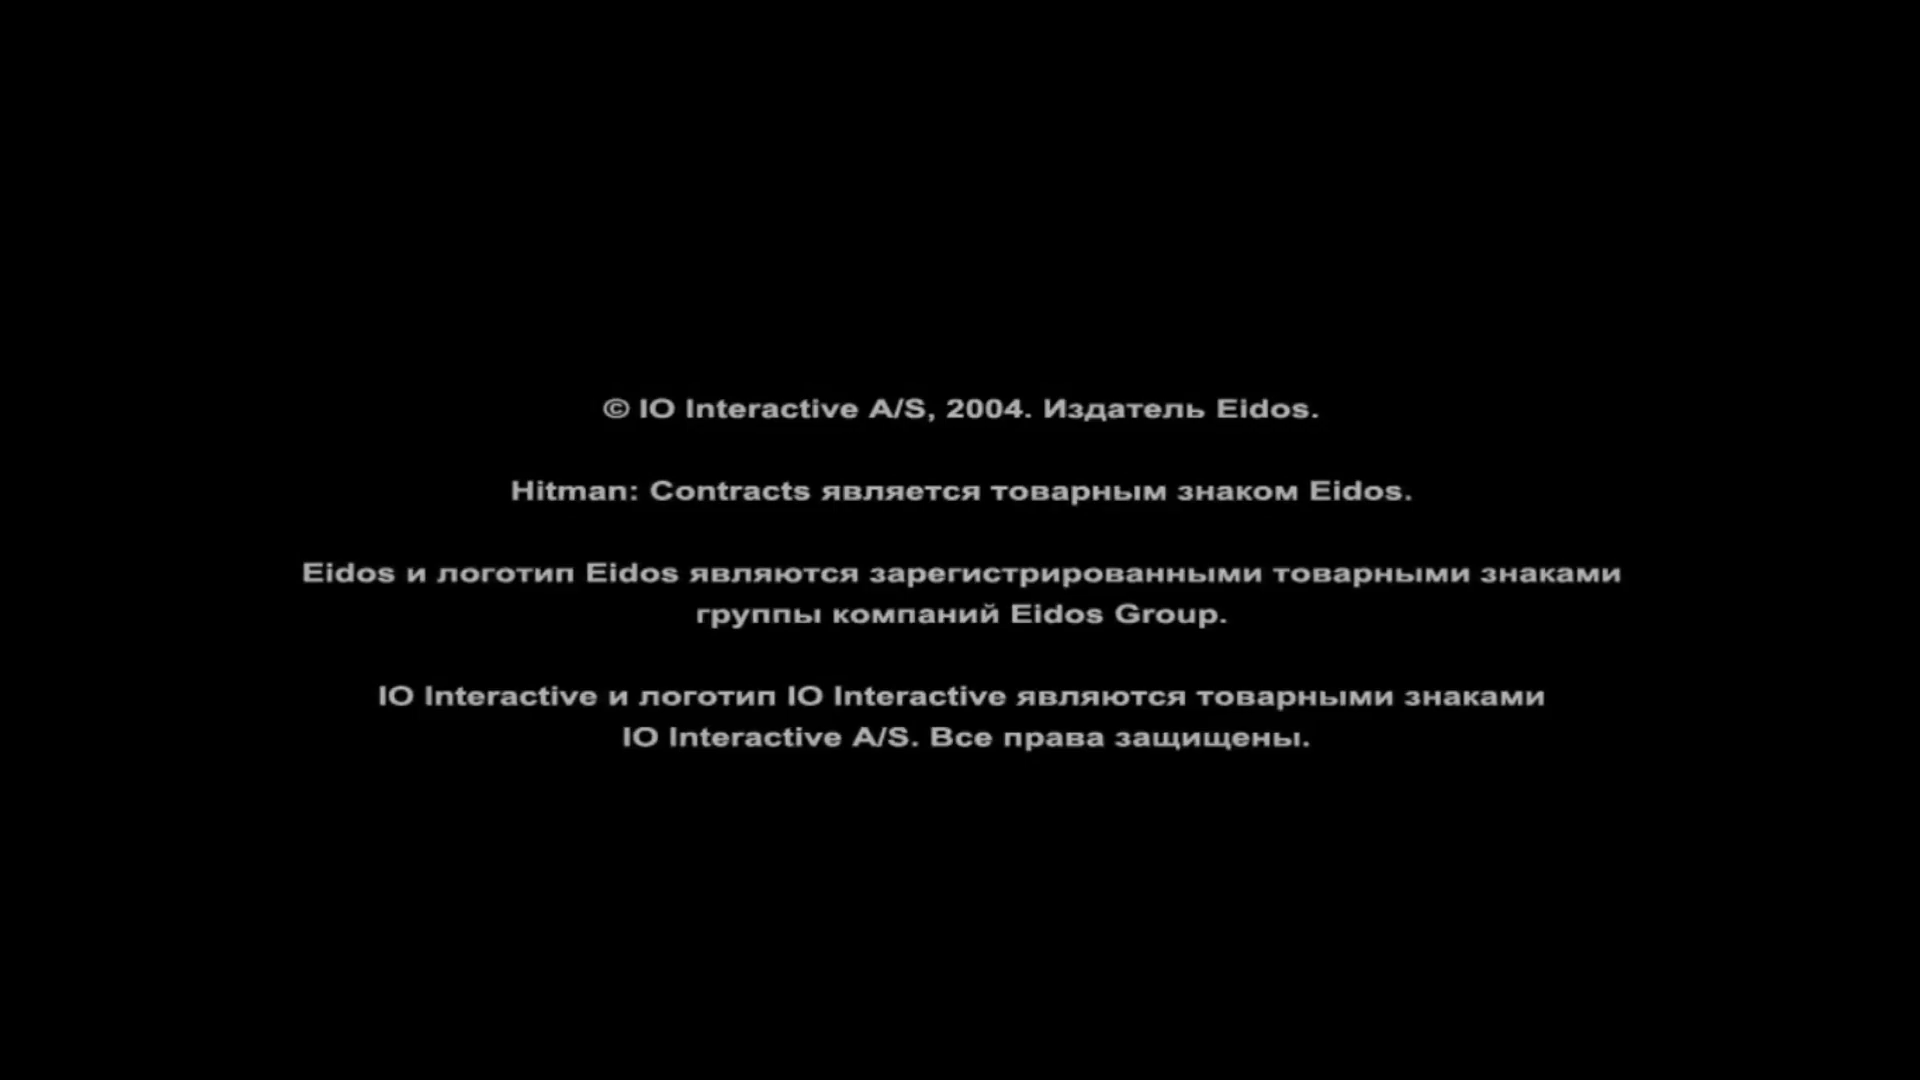 © IO Interactive A/S, 2004. Издатель Eidos.
Hitman: Contracts является товарным знаком Eidos.
Eidos и логотип Eidos являются зарегистрированными товарными знаками
группы компаний Eidos Group.
IO Interactive и логотип IO Interactive являются товарными знаками
IO Interactive A/S. Все права защищены.